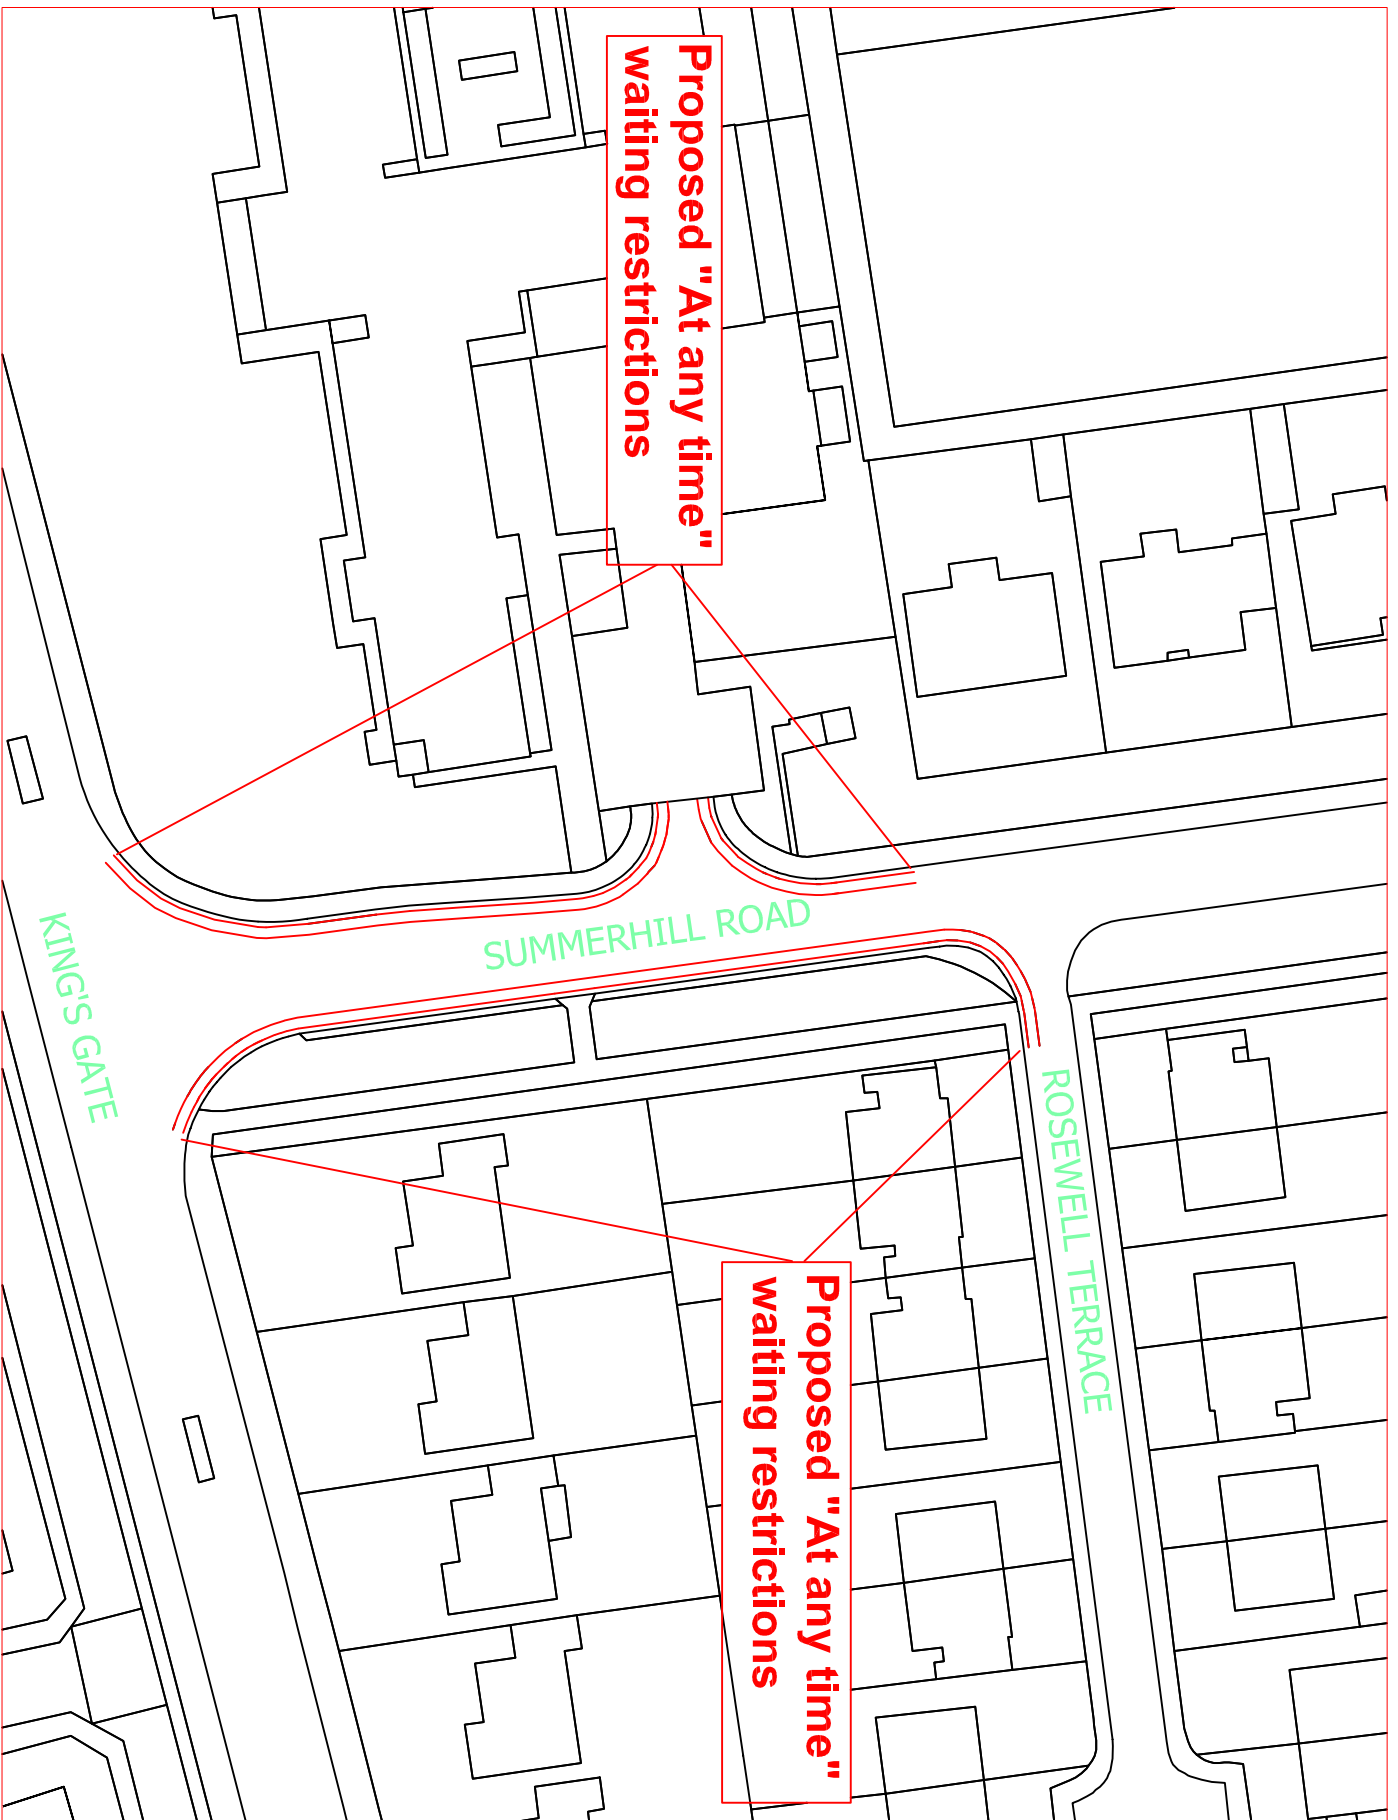 Proposed "At any time"
waiting restrictions
SUMMERHILL ROAD
KING'S GATE
ROSEWELL TERRACE
Proposed "At any time"
waiting restrictions